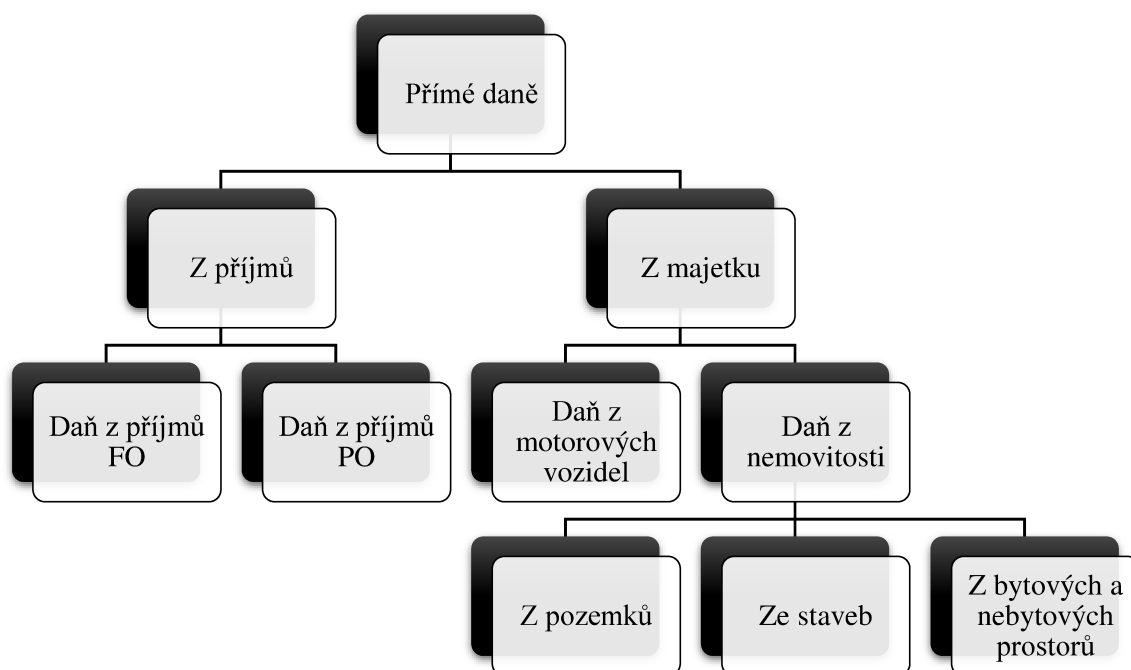 Přímé daně
Z příjmů
Z majetku
Daň z příjmů
FO
Daň z příjmů
PO
Daň z
motorových
vozidel
Daň z
nemovitosti
Z pozemků
Ze staveb
Z bytových a
nebytových
prostorů